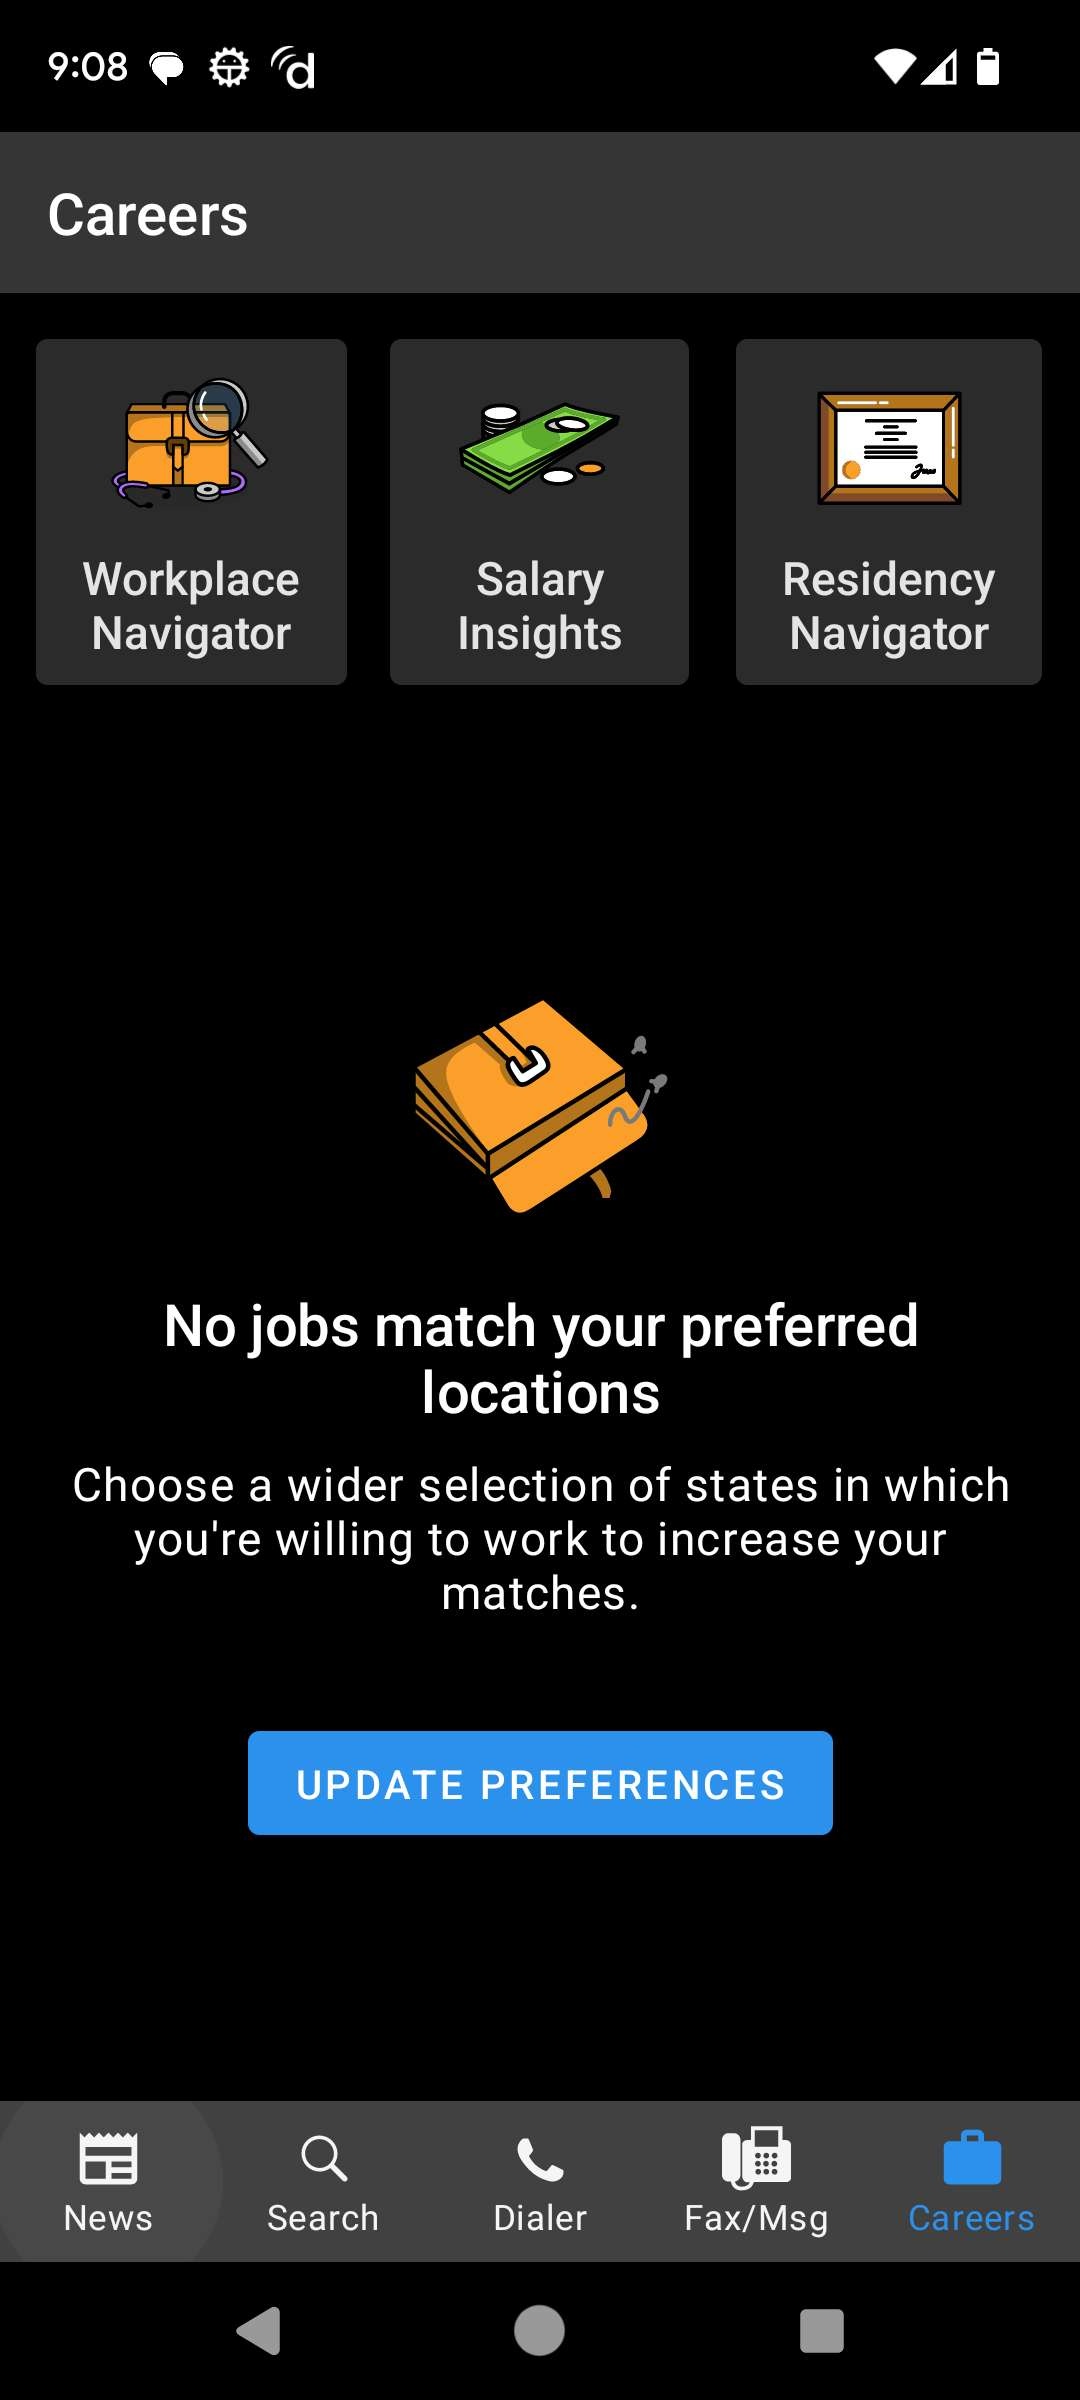 9:08
Careers
Workplace
Navigator
Salary
Insights
Residency
Navigator
No jobs match your preferred
locations
Choose a wider selection of states in which
you're willing to work to increase your
matches.
UPDATE PREFERENCES
News
Search
Dialer
Fax/Msg
Careers